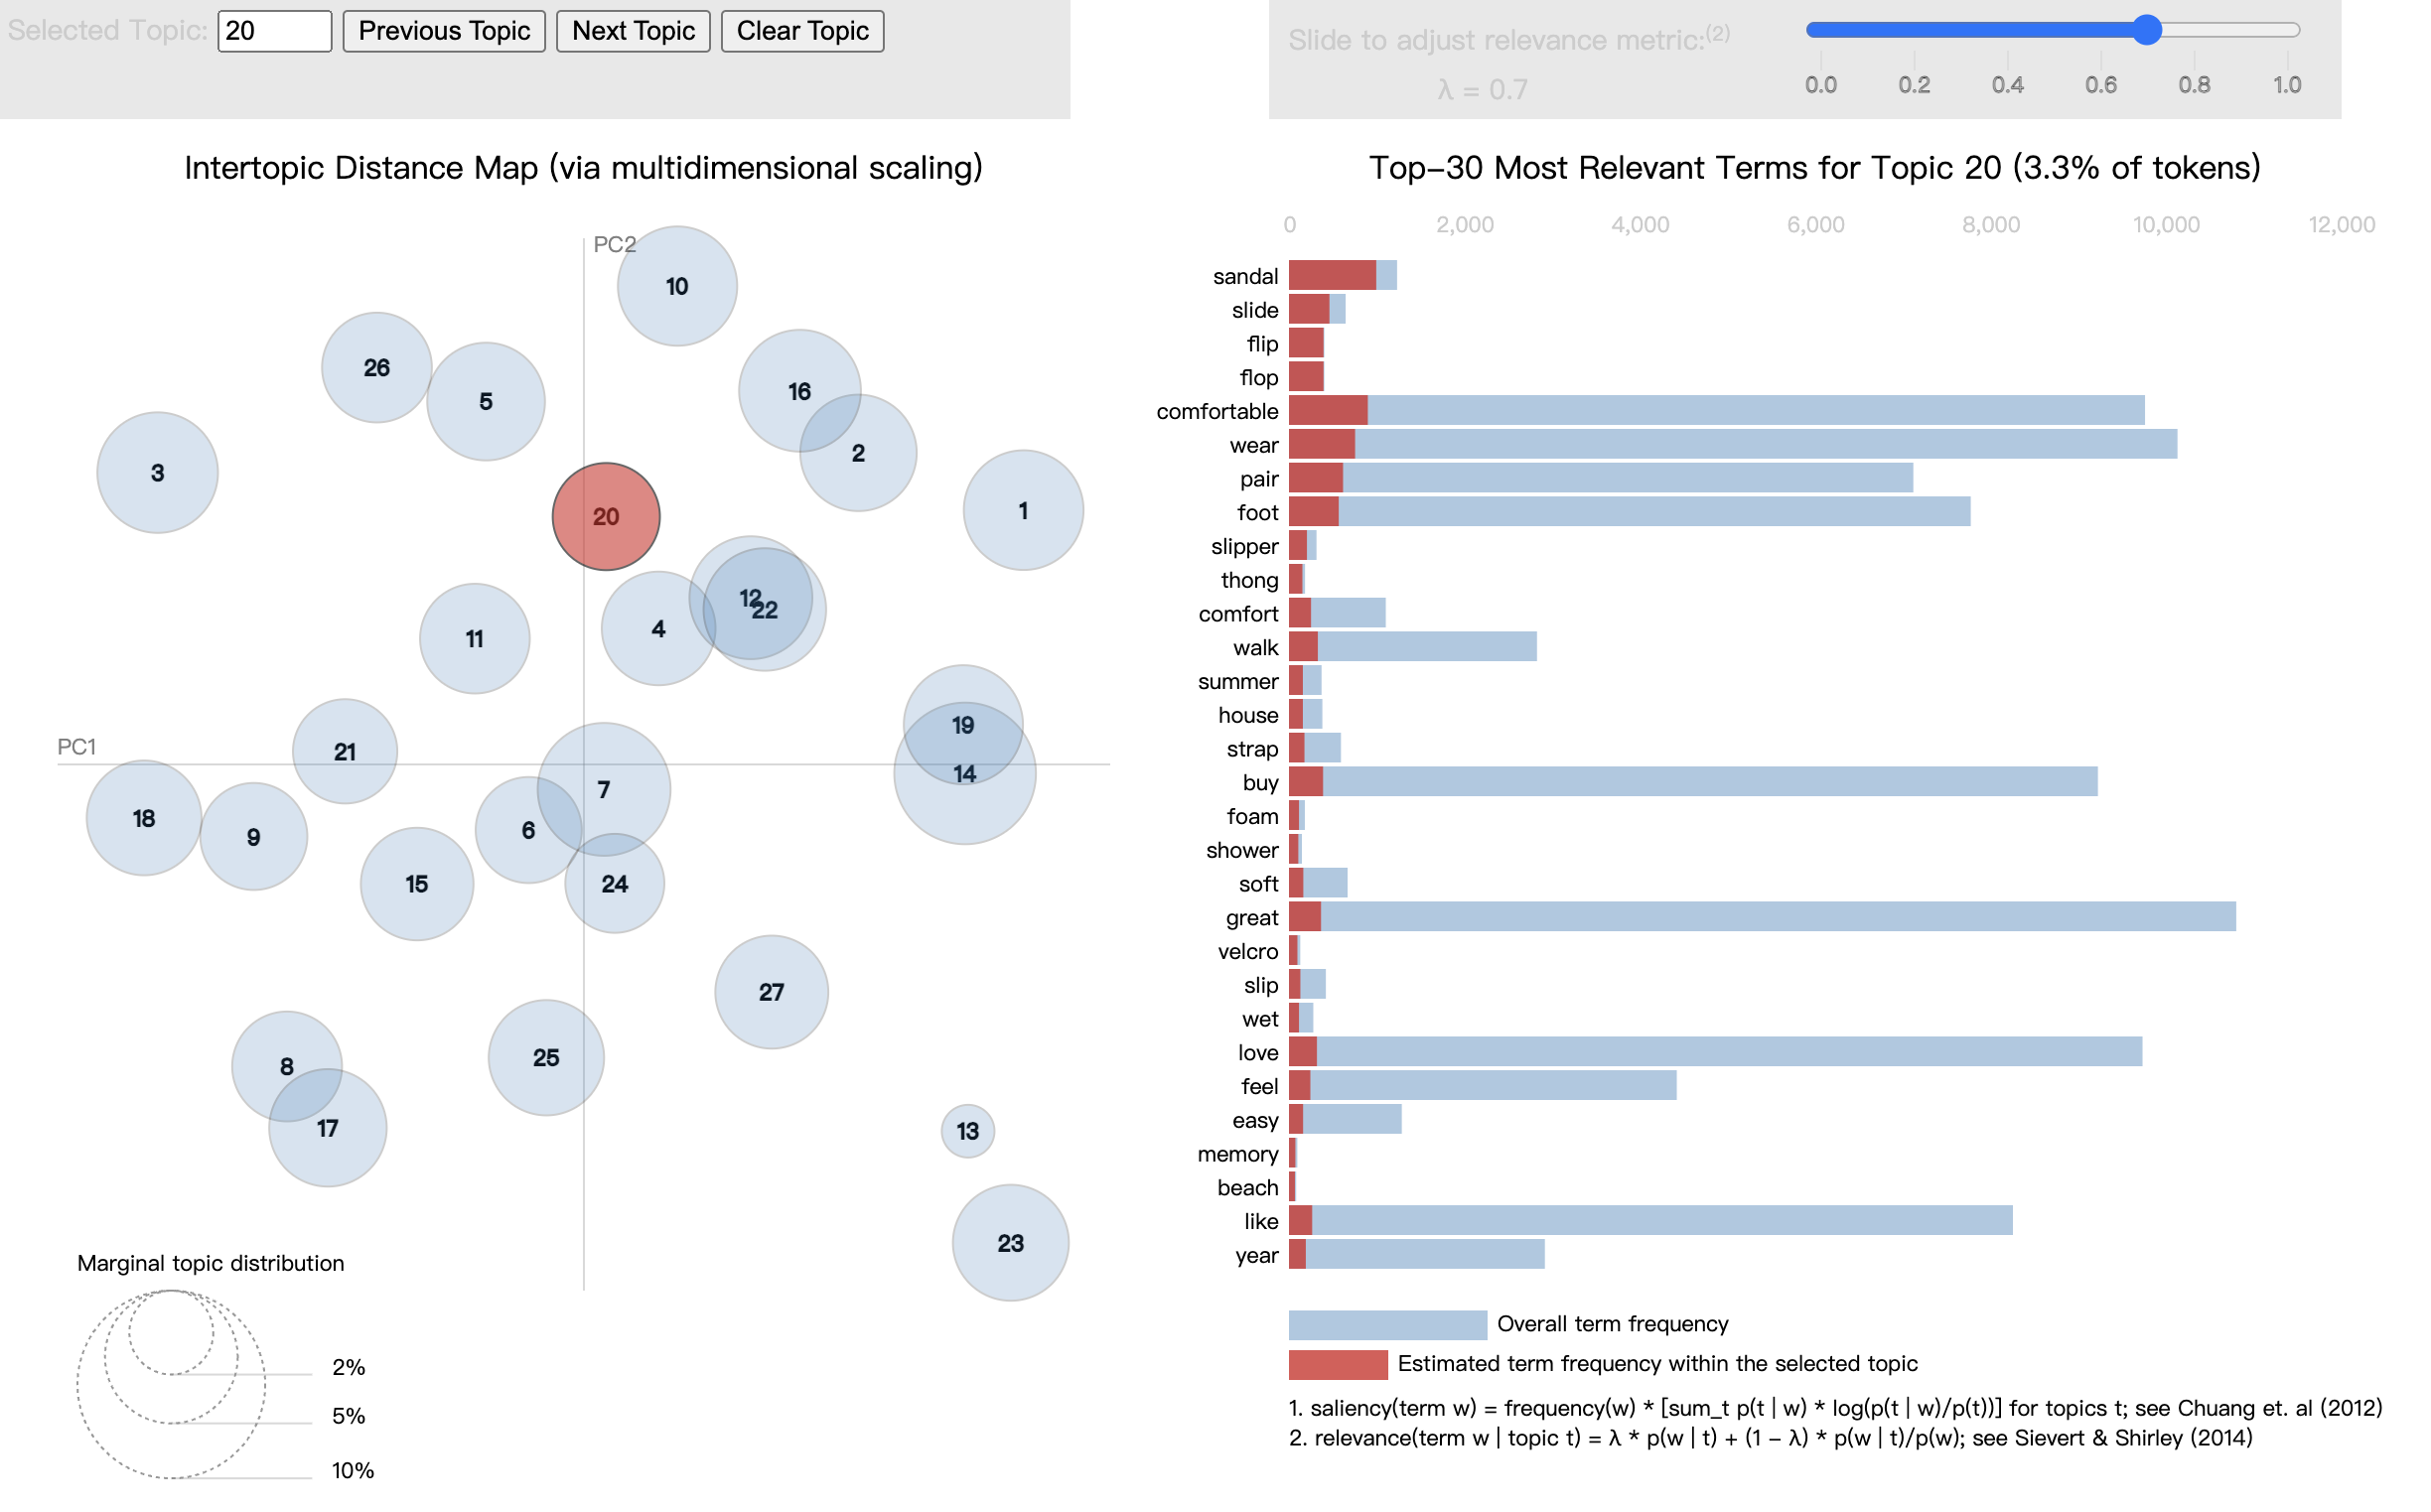 Selected Topic: 20 Previous Topic Next Topic Clear Topic
Slide to adjust relevance metric:(2)
λ = 0.7
0.0 0.2 0.4 0.6 0.8 1.0
Intertopic Distance Map (via multidimensional scaling)
PC2
10
26
5
16
2
3
1
20
12
22
4
11
19
PC1
21
14
7
18
9
6
15
24
27
25
8
17
13
23
Marginal topic distribution
2%
5%
10%
Top-30 Most Relevant Terms for Topic 20 (3.3% of tokens)
0 2,000 4,000 6,000 8,000 10,000 12,000
sandal
slide
flip
flop
comfortable
wear
pair
foot
slipper
thong
comfort
walk
summer
house
strap
buy
foam
shower
soft
great
velcro
slip
wet
love
feel
easy
memory
beach
like
year
Overall term frequency
Estimated term frequency within the selected topic
1. saliency(term w) = frequency(w) * [sum_t p(t | w) * log(p(t | w)/p(t))] for topics t; see Chuang et. al (2012)
2. relevance(term w | topic t) = λ * p(w | t) + (1 - λ) * p(w | t)/p(w); see Sievert & Shirley (2014)